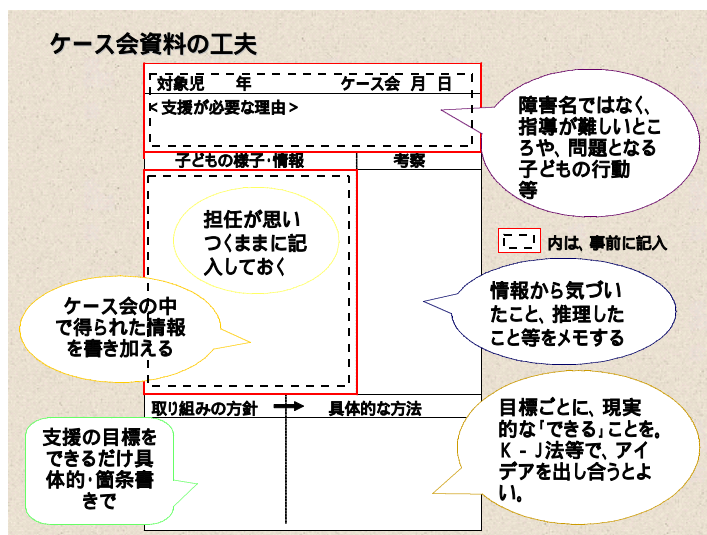 ケース会資料の工夫
対象児　　年　　　　　　ケース会　月　日
<支援が必要な理由>
障害名ではなく、
指導が難しいとこ
ろや、問題となる
子どもの行動
等
子どもの様子・情報　　　　　考察
担任が思い
つくままに記
入しておく
内は、事前に記入
ケース会の中
で得られた情報
を書き加える
情報から気づい
たこと、推理した
こと等をメモする
取り組みの方針　→　具体的な方法
支援の目標を
できるだけ具
体的・箇条書
きで
目標ごとに、現実
的な「できる」ことを。
K－J法等で、アイ
デアを出し合うとよ
い。